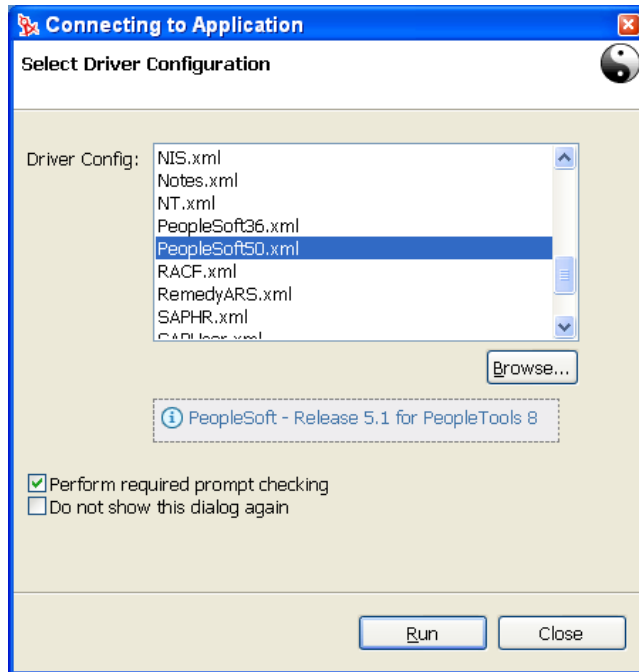 Connecting to Application
Select Driver Configuration
Driver Config:
NIS.xml
Notes.xml
NT.xml
PeopleSoft36.xml
PeopleSoft50.xml
RACF.xml
RemedyARS.xml
SAPHR.xml
Browse...
PeopleSoft - Release 5.1 for PeopleTools 8
Perform required prompt checking
Do not show this dialog again
Run
Close